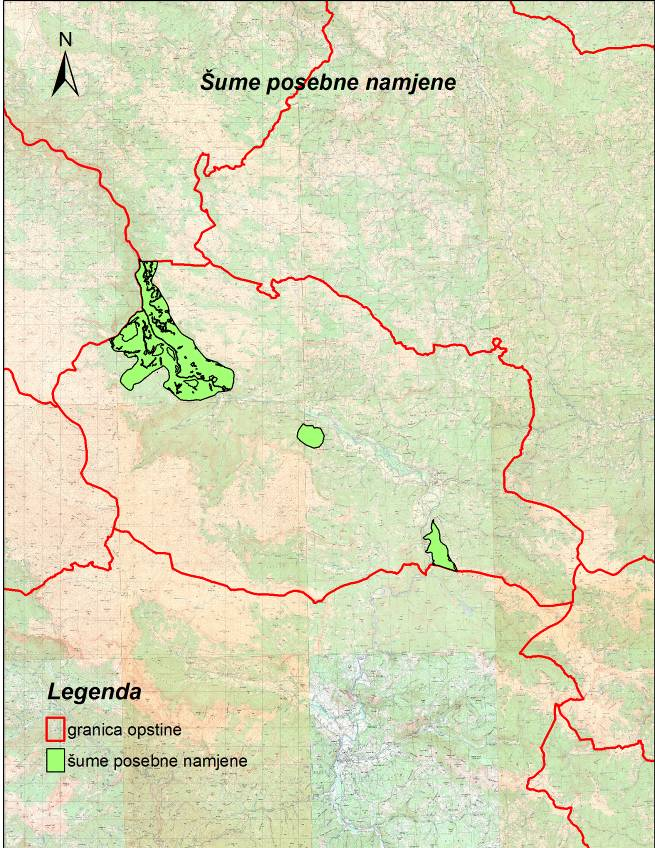 N
Šume posebne namjene
Legenda
granica opstine
šume posebne namjene